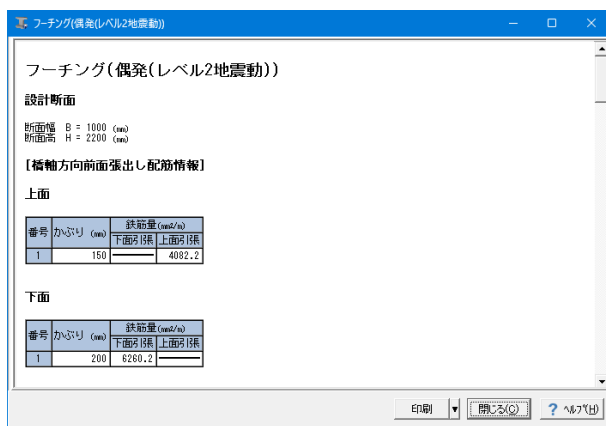 フーチング(偶発(レベル2地震動))
フーチング(偶発(レベル2地震動))
設計断面
断面幅 B = 1000 (mm)
断面高 H = 2200 (mm)
[橋軸方向前面張出し配筋情報]
上面
番号 かぶり (mm) 鉄筋量(mm2/m)
下面引張 上面引張
1 150 ――― 4082.2
下面
番号 かぶり (mm) 鉄筋量(mm2/m)
下面引張 上面引張
1 200 6260.2 ―――
印刷 ▼ 閉じる(C) ? ヘルプ(H)